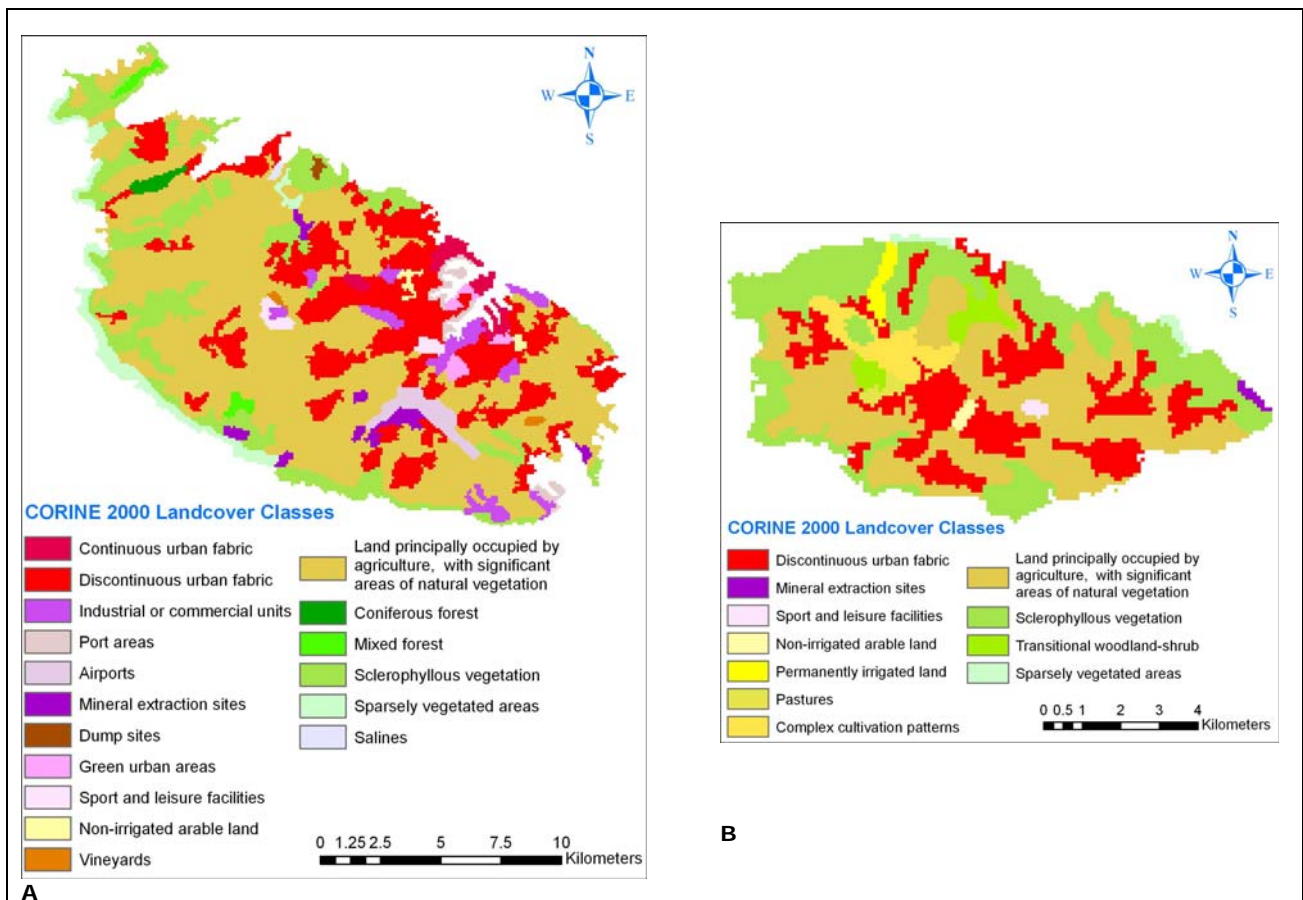 N
W E
S
CORINE 2000 Landcover Classes
Continuous urban fabric
Discontinuous urban fabric
Industrial or commercial units
Port areas
Airports
Mineral extraction sites
Dump sites
Green urban areas
Sport and leisure facilities
Non-irrigated arable land
Vineyards
Land principally occupied by
agriculture, with significant
areas of natural vegetation
Coniferous forest
Mixed forest
Sclerophyllous vegetation
Sparsely vegetated areas
Salines
0 1.25 2.5 5 7.5 10
Kilometers
A
N
W E
S
CORINE 2000 Landcover Classes
Discontinuous urban fabric
Mineral extraction sites
Sport and leisure facilities
Non-irrigated arable land
Permanently irrigated land
Pastures
Complex cultivation patterns
Land principally occupied by
agriculture, with significant
areas of natural vegetation
Sclerophyllous vegetation
Transitional woodland-shrub
Sparsely vegetated areas
0 0.5 1 2 3 4
Kilometers
B